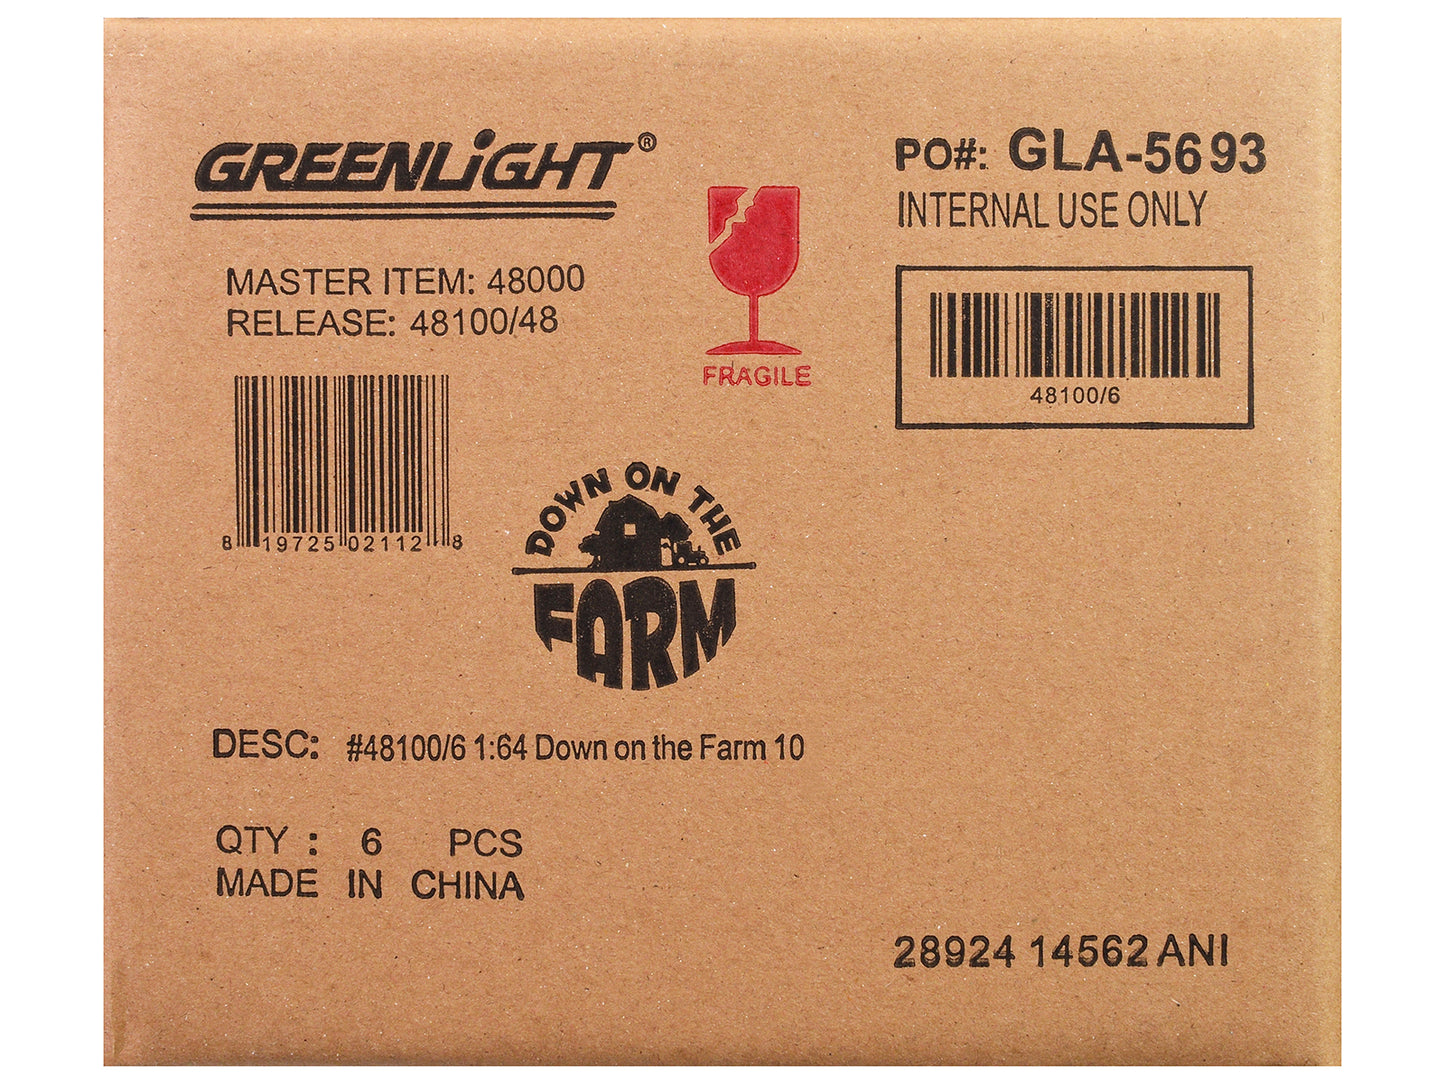 GREENLiGHT®
PO#: GLA-5693
INTERNAL USE ONLY
MASTER ITEM: 48000
RELEASE: 48100/48
FRAGILE
48100/6
8 19725 02112 8
DOWN ON THE
FARM
DESC: #48100/6 1:64 Down on the Farm 10
QTY : 6 PCS
MADE IN CHINA
28924 14562 ANI